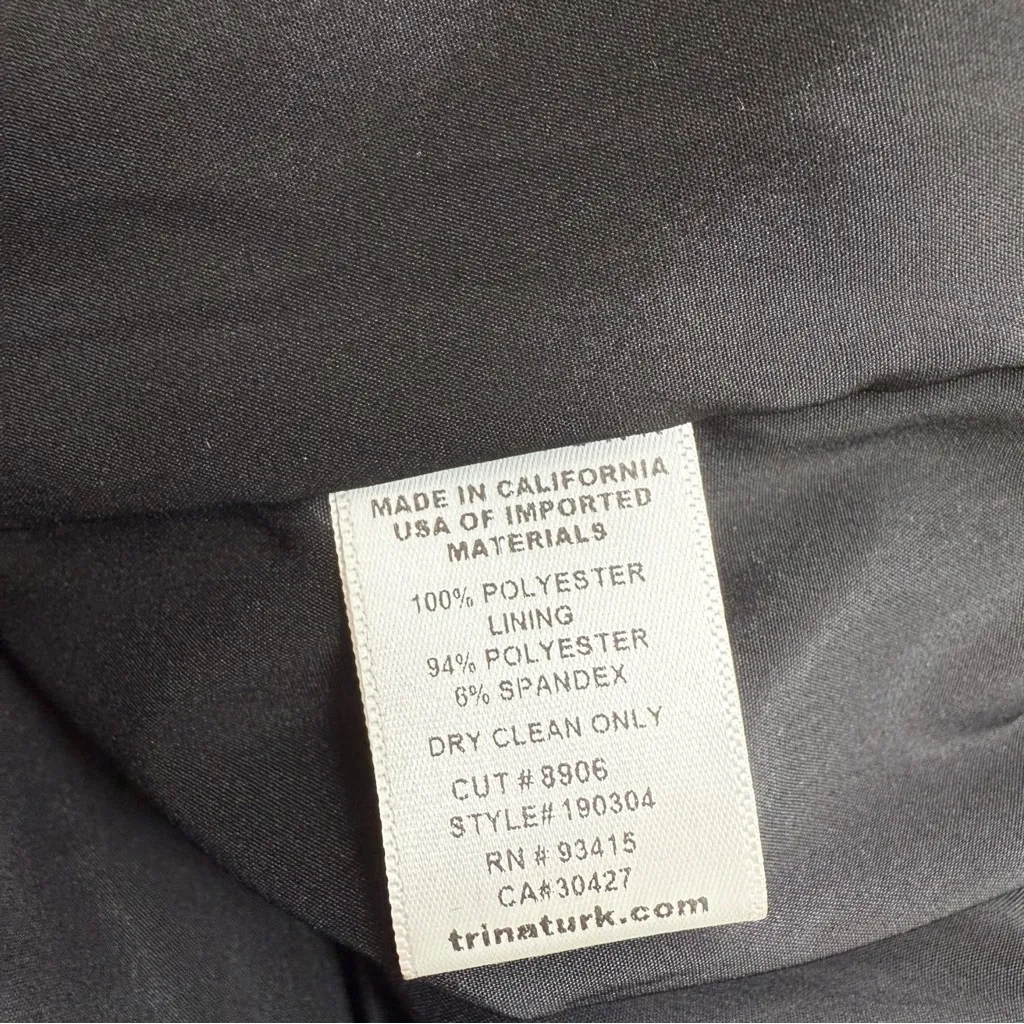 MADE IN CALIFORNIA
USA OF IMPORTED
MATERIALS
100% POLYESTER
LINING
94% POLYESTER
6% SPANDEX
DRY CLEAN ONLY
CUT # 8906
STYLE# 190304
RN # 93415
CA#30427
trinaturk.com